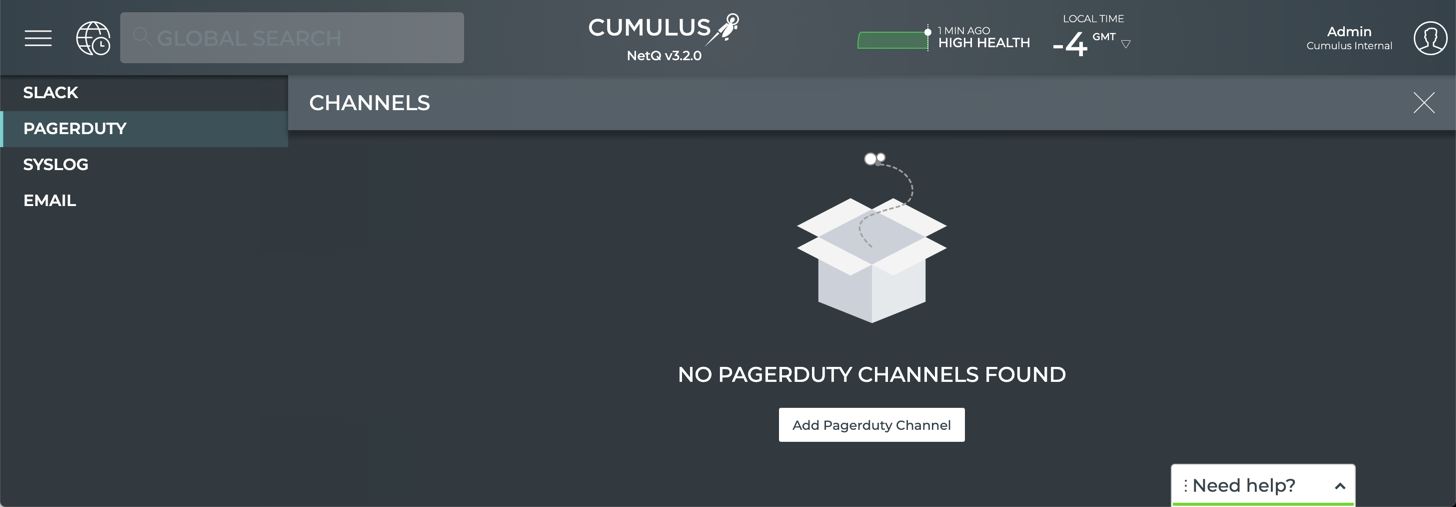 GLOBAL SEARCH
CUMULUS
NetQ v3.2.0
1 MIN AGO
HIGH HEALTH
LOCAL TIME
-4 GMT
Admin
Cumulus Internal
SLACK
PAGERDUTY
SYSLOG
EMAIL
CHANNELS
NO PAGERDUTY CHANNELS FOUND
Add Pagerduty Channel
Need help?